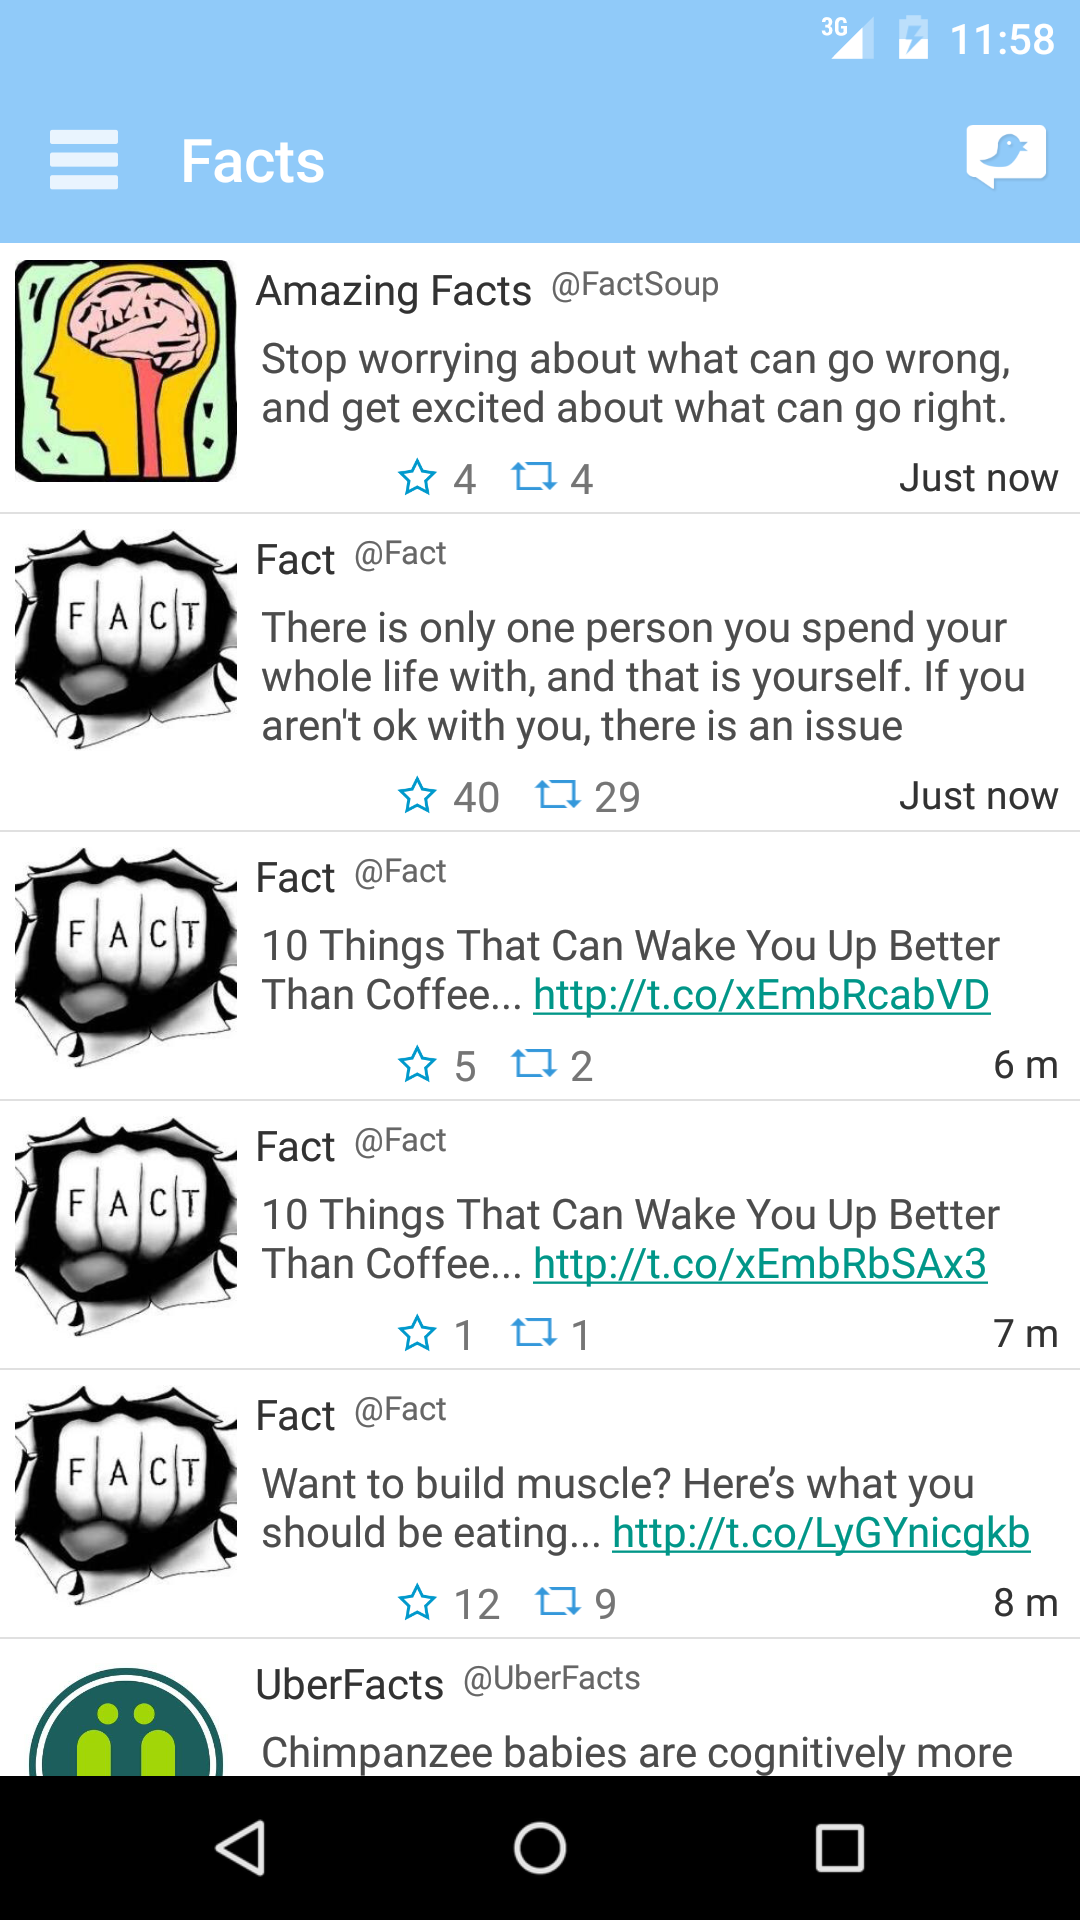 3G 11:58
Facts
Amazing Facts @FactSoup
Stop worrying about what can go wrong,
and get excited about what can go right.
4 4 Just now
FACT
Fact @Fact
There is only one person you spend your
whole life with, and that is yourself. If you
aren't ok with you, there is an issue
40 29 Just now
FACT
Fact @Fact
10 Things That Can Wake You Up Better
Than Coffee... http://t.co/xEmbRcabVD
5 2 6 m
FACT
Fact @Fact
10 Things That Can Wake You Up Better
Than Coffee... http://t.co/xEmbRbSAx3
1 1 7 m
FACT
Fact @Fact
Want to build muscle? Here’s what you
should be eating... http://t.co/LyGYnicgkb
12 9 8 m
UberFacts @UberFacts
Chimpanzee babies are cognitively more